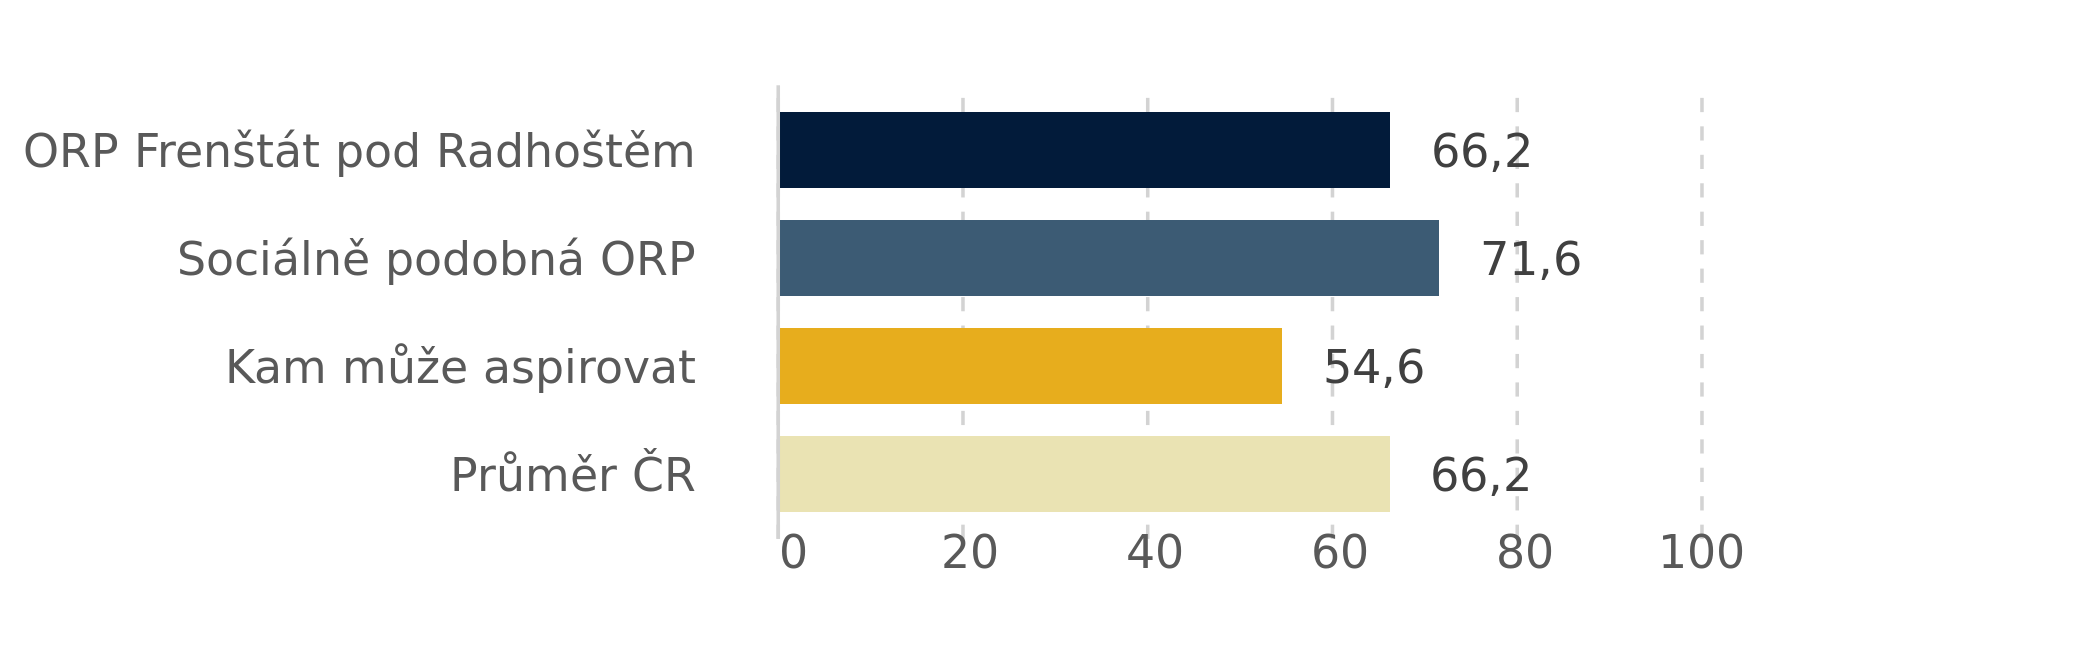 ORP Frenštát pod Radhoštěm 66,2
Sociálně podobná ORP 71,6
Kam může aspirovat 54,6
Průměr ČR 66,2
0 20 40 60 80 100